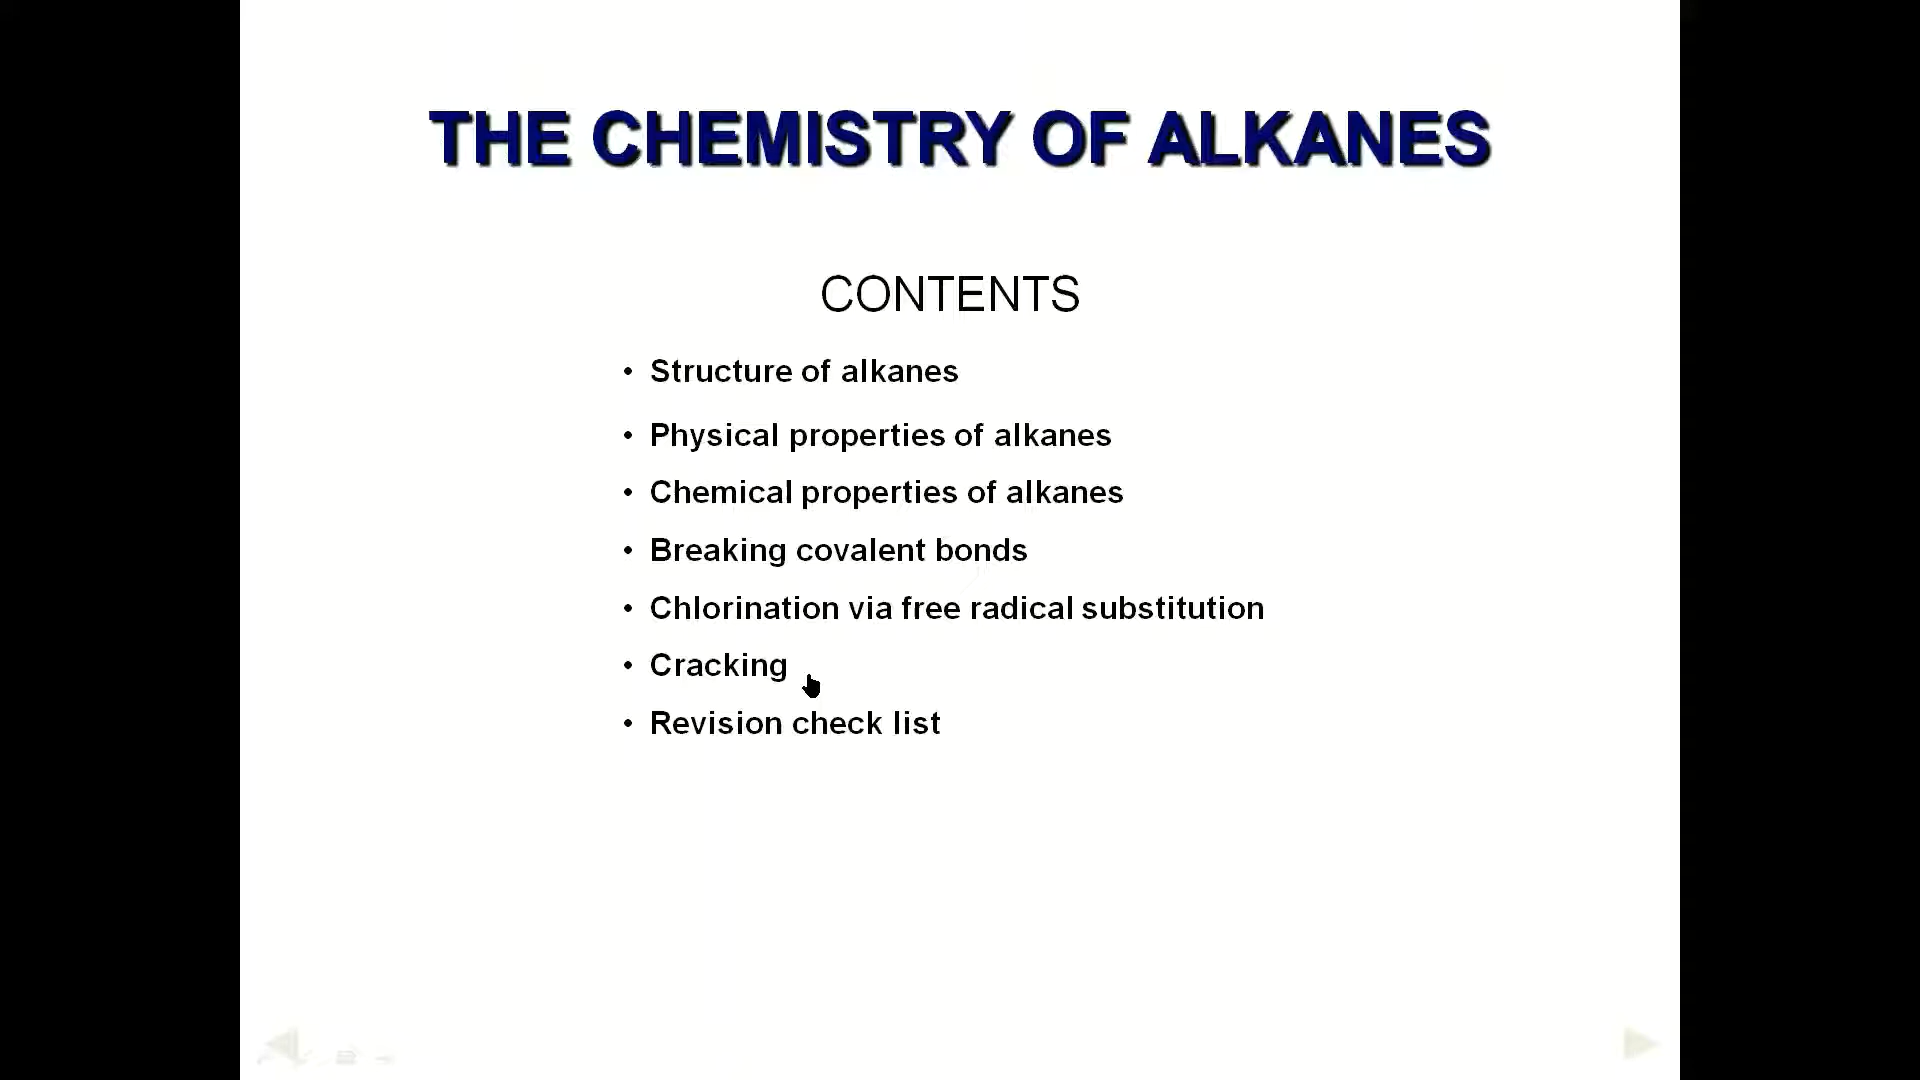 THE CHEMISTRY OF ALKANES
CONTENTS
• Structure of alkanes
• Physical properties of alkanes
• Chemical properties of alkanes
• Breaking covalent bonds
• Chlorination via free radical substitution
• Cracking
• Revision check list